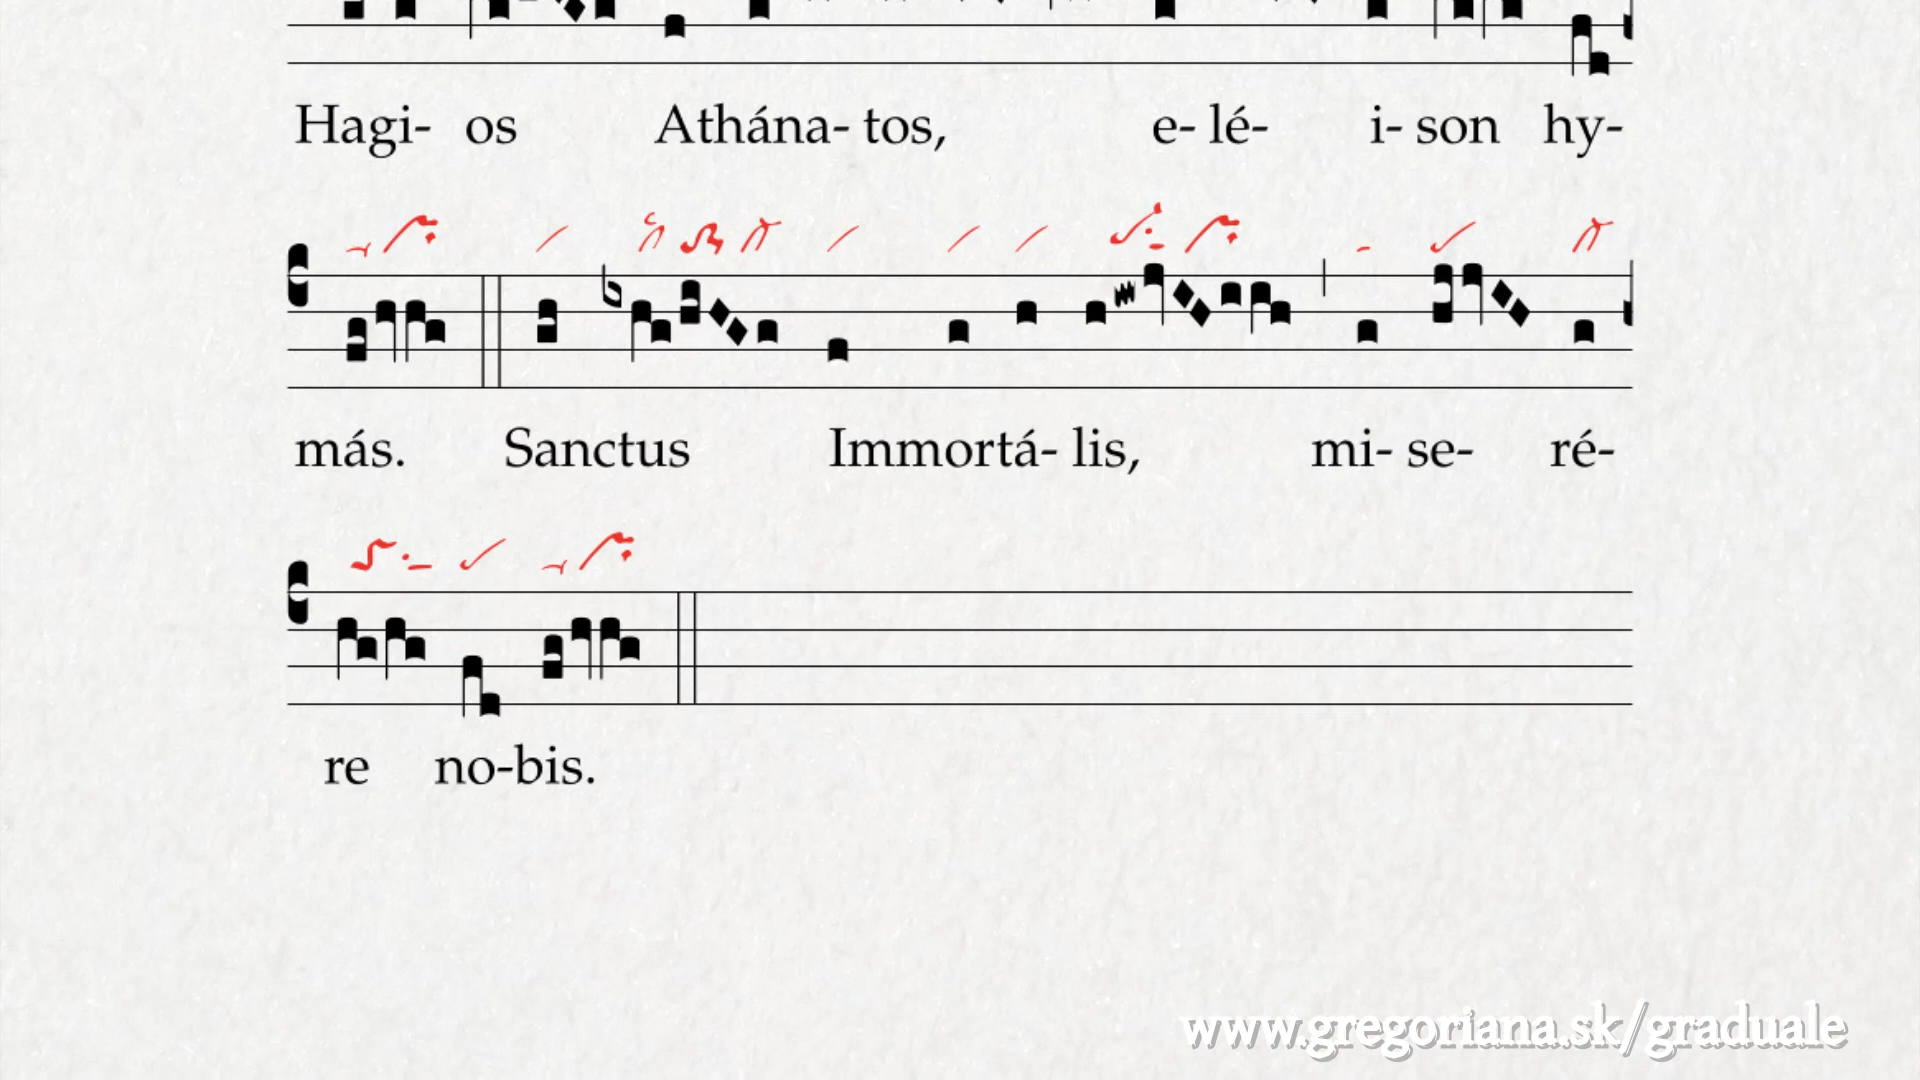 Hagi- os Athána- tos, e- lé- i- son hy-
más. Sanctus Immortá- lis, mi- se- ré-
re no-bis.
www.gregoriana.sk/graduale